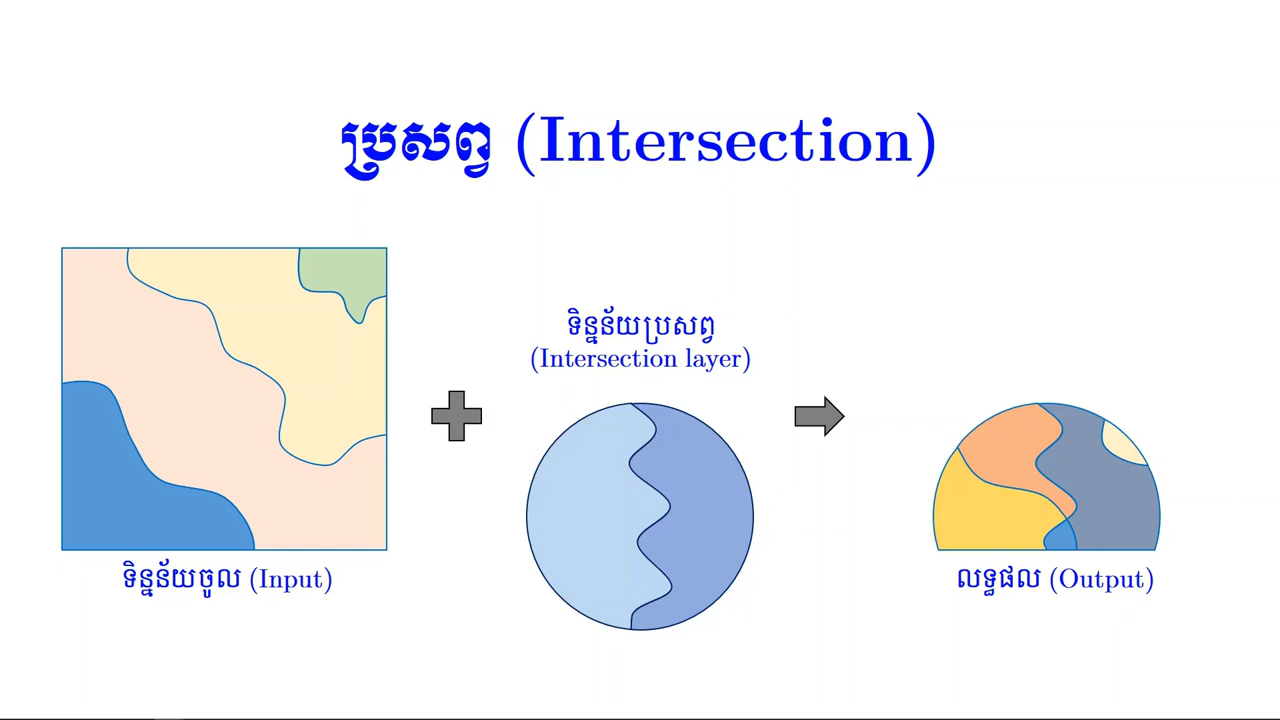 ប្រសព្វ (Intersection)
ទិន្នន័យប្រសព្វ
(Intersection layer)
ទិន្នន័យចូល (Input)
លទ្ធផល (Output)